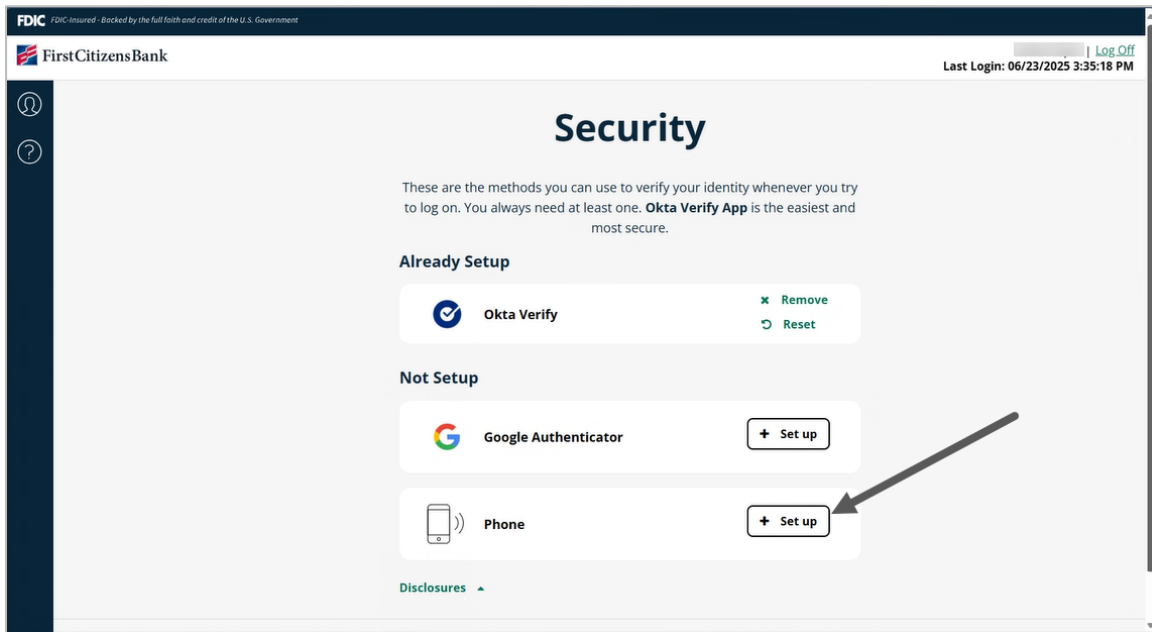 FDIC FDIC-Insured - Backed by the full faith and credit of the U.S. Government
First Citizens Bank
| Log Off
Last Login: 06/23/2025 3:35:18 PM
Security
These are the methods you can use to verify your identity whenever you try
to log on. You always need at least one. Okta Verify App is the easiest and
most secure.
Already Setup
Okta Verify
Remove
Reset
Not Setup
Google Authenticator
+ Set up
Phone
+ Set up
Disclosures